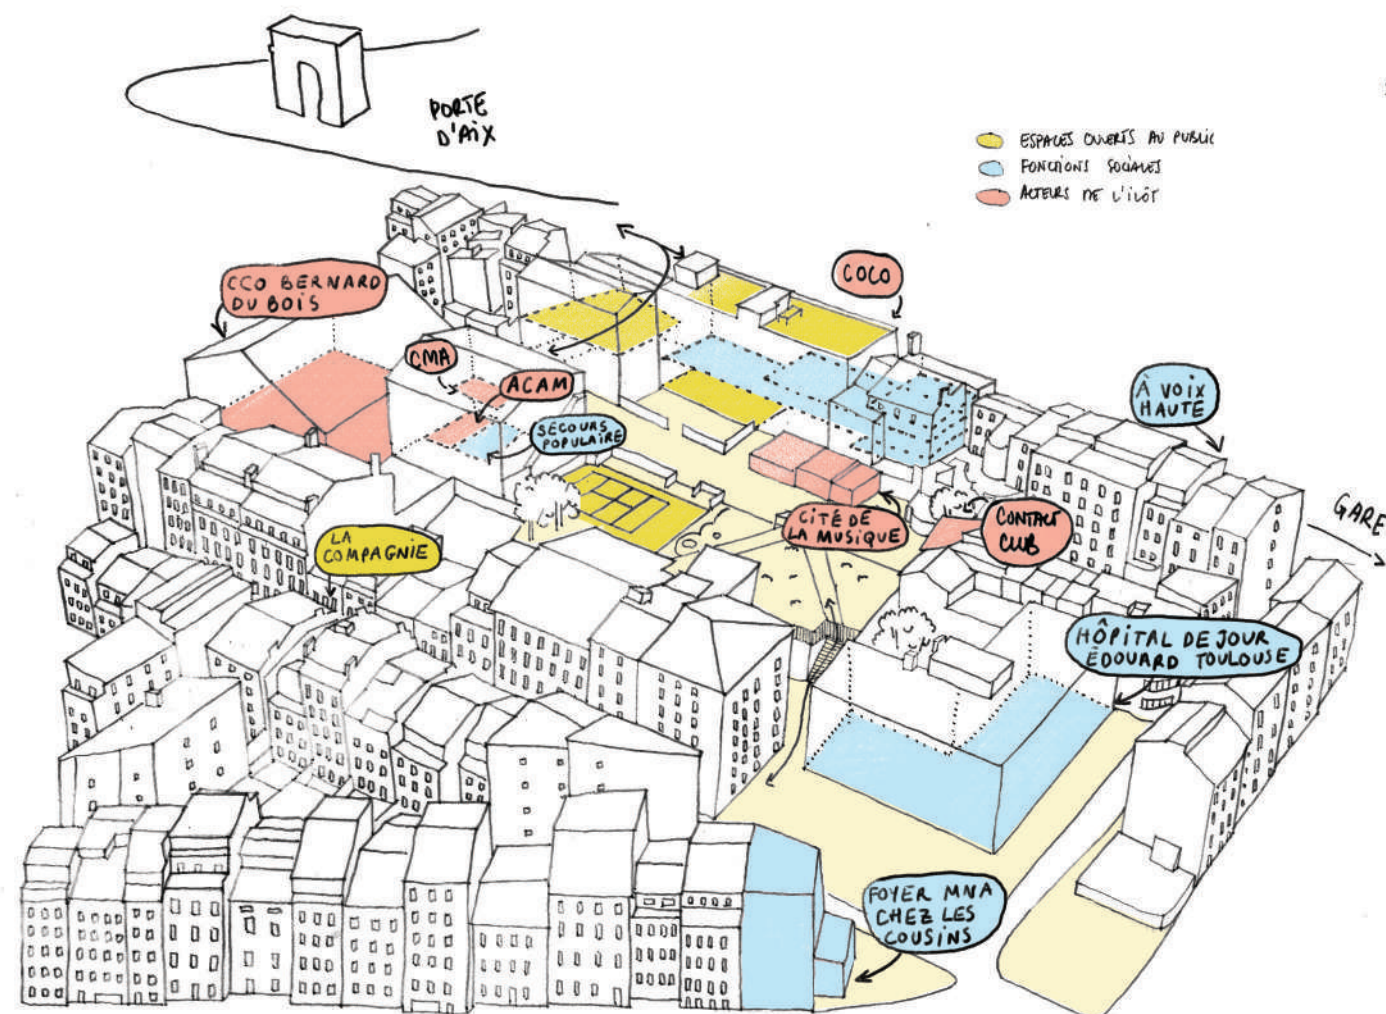 PORTE
D'AIX
ESPACES OUVERTS AU PUBLIC
FONCTIONS SOCIALES
ACTEURS DE L'ILÔT
CCO BERNARD
DU BOIS
COCO
CMA
ACAM
À VOIX
HAUTE
SECOURS
POPULAIRE
GARE
LA
COMPAGNIE
CITÉ DE
LA MUSIQUE
CONTACT
CLUB
HÔPITAL DE JOUR
ÉDOUARD TOULOUSE
FOYER MNA
CHEZ LES
COUSINS